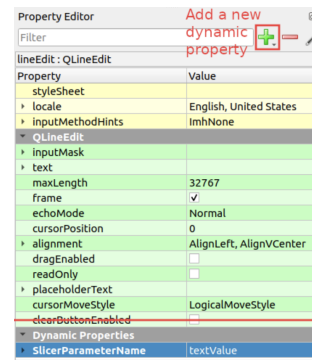 Property Editor
Add a new
dynamic
property
Filter
lineEdit : QLineEdit
Property Value
styleSheet
locale English, United States
inputMethodHints ImhNone
QLineEdit
inputMask
text
maxLength 32767
frame
echoMode Normal
cursorPosition 0
alignment AlignLeft, AlignVCenter
dragEnabled
readOnly
placeholderText
cursorMoveStyle LogicalMoveStyle
clearButtonEnabled
Dynamic Properties
SlicerParameterName textValue